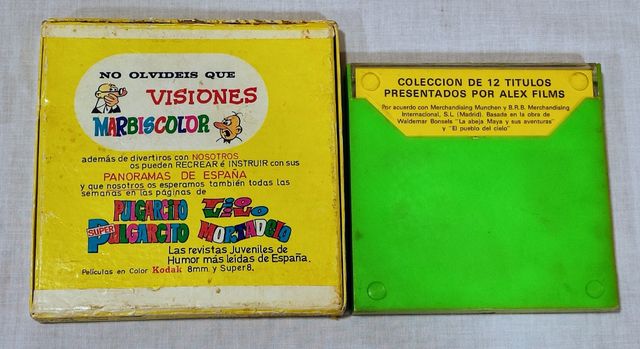 NO OLVIDEIS QUE
VISIONES
MARBISCOLOR
además de divertiros con NOSOTROS
os pueden RECREAR é INSTRUIR con sus
PANORAMAS DE ESPAÑA
y que nosotros os esperamos también todas las
semanas en las páginas de
PULGARCITO TIO VIVO
SUPER PULGARCITO MORTADELO
Las revistas Juveniles de
Humor más leídas de España.
Películas en Color Kodak 8mm. y Super 8.
COLECCION DE 12 TITULOS
PRESENTADOS POR ALEX FILMS
Por acuerdo con Merchandising Munchen y B.R.B. Merchandising
Internacional, S.L. (Madrid). Basada en la obra de
Waldemar Bonsels "La abeja Maya y sus aventuras"
y "El pueblo del cielo"